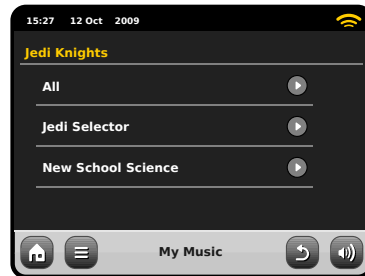 15:27 12 Oct 2009
Jedi Knights
All
Jedi Selector
New School Science
My Music